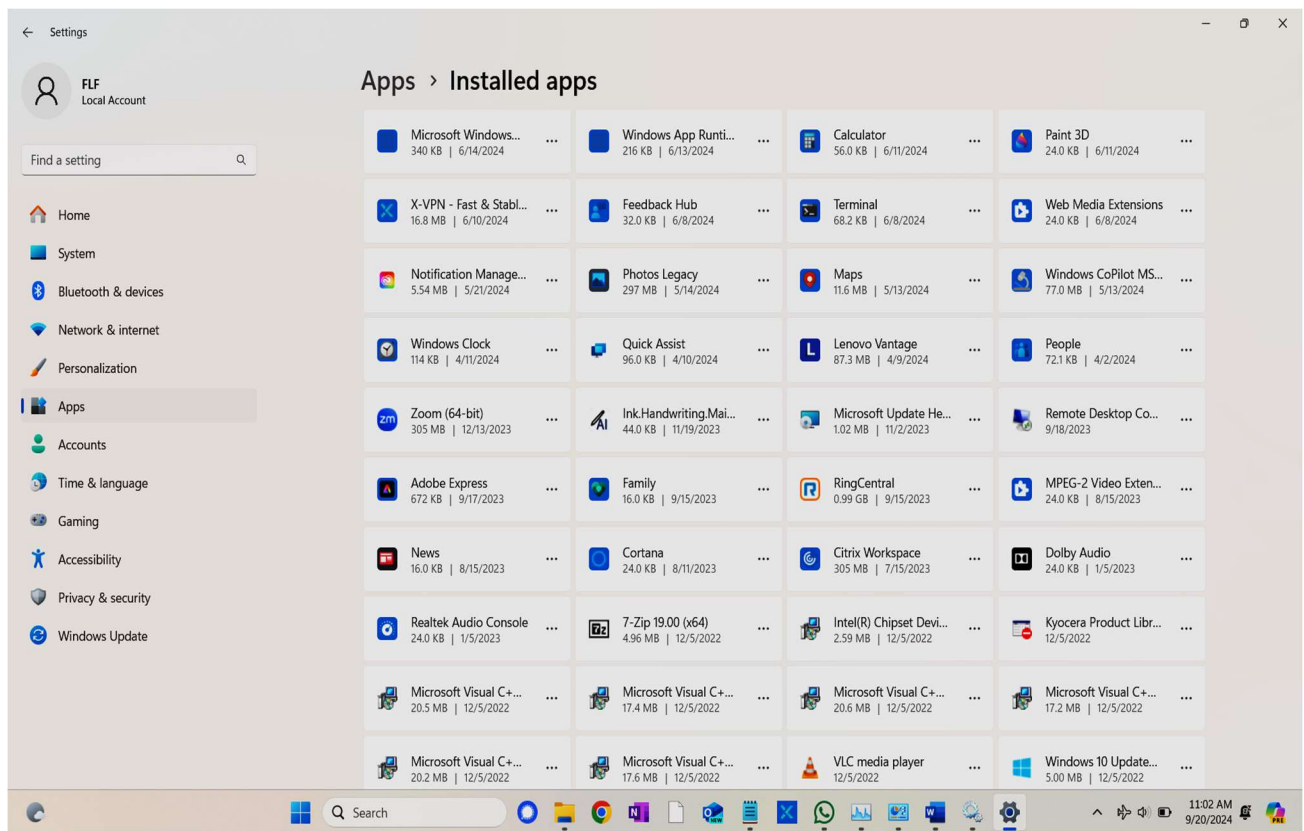 Settings
FLF
Local Account
Find a setting
Home
System
Bluetooth & devices
Network & internet
Personalization
Apps
Accounts
Time & language
Gaming
Accessibility
Privacy & security
Windows Update
Apps › Installed apps
Microsoft Windows...
340 KB | 6/14/2024
Windows App Runti...
216 KB | 6/13/2024
Calculator
56.0 KB | 6/11/2024
Paint 3D
24.0 KB | 6/11/2024
X-VPN - Fast & Stabl...
16.8 MB | 6/10/2024
Feedback Hub
32.0 KB | 6/8/2024
Terminal
68.2 KB | 6/8/2024
Web Media Extensions
24.0 KB | 6/8/2024
Notification Manage...
5.54 MB | 5/21/2024
Photos Legacy
297 MB | 5/14/2024
Maps
11.6 MB | 5/13/2024
Windows CoPilot MS...
77.0 MB | 5/13/2024
Windows Clock
114 KB | 4/11/2024
Quick Assist
96.0 KB | 4/10/2024
L
Lenovo Vantage
87.3 MB | 4/9/2024
People
72.1 KB | 4/2/2024
zm
Zoom (64-bit)
305 MB | 12/13/2023
AI
Ink.Handwriting.Mai...
44.0 KB | 11/19/2023
Microsoft Update He...
1.02 MB | 11/2/2023
Remote Desktop Co...
9/18/2023
Adobe Express
672 KB | 9/17/2023
Family
16.0 KB | 9/15/2023
R
RingCentral
0.99 GB | 9/15/2023
MPEG-2 Video Exten...
24.0 KB | 8/15/2023
News
16.0 KB | 8/15/2023
Cortana
24.0 KB | 8/11/2023
Citrix Workspace
305 MB | 7/15/2023
Dolby Audio
24.0 KB | 1/5/2023
Realtek Audio Console
24.0 KB | 1/5/2023
7z
7-Zip 19.00 (x64)
4.96 MB | 12/5/2022
Intel(R) Chipset Devi...
2.59 MB | 12/5/2022
Kyocera Product Libr...
12/5/2022
Microsoft Visual C+...
20.5 MB | 12/5/2022
Microsoft Visual C+...
17.4 MB | 12/5/2022
Microsoft Visual C+...
20.6 MB | 12/5/2022
Microsoft Visual C+...
17.2 MB | 12/5/2022
Microsoft Visual C+...
20.2 MB | 12/5/2022
Microsoft Visual C+...
17.6 MB | 12/5/2022
VLC media player
12/5/2022
Windows 10 Update...
5.00 MB | 12/5/2022
Search
N
NEW
W
11:02 AM
9/20/2024
PRE